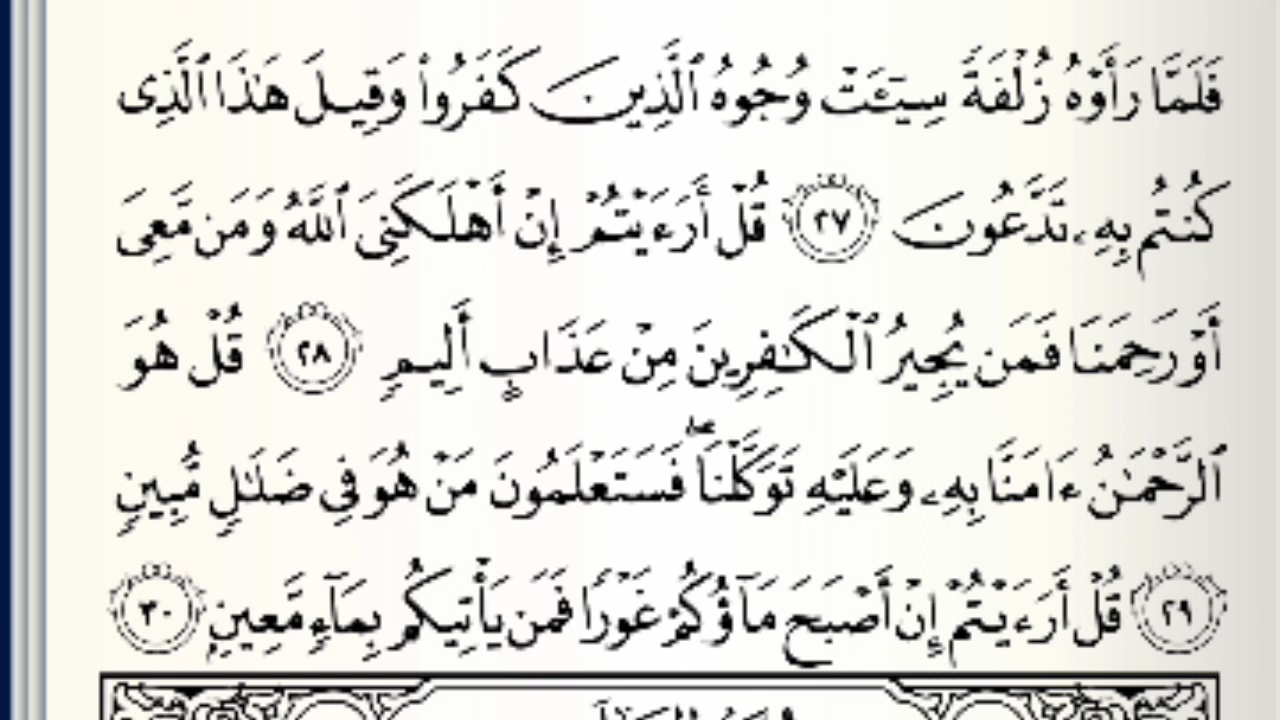 فَلَمَّا رَأَوْهُ زُلْفَةً سِيٓـَٔتْ وُجُوهُ ٱلَّذِينَ كَفَرُوا۟ وَقِيلَ هَـٰذَا ٱلَّذِى
كُنتُم بِهِۦ تَدَّعُونَ ٢٧ قُلْ أَرَءَيْتُمْ إِنْ أَهْلَكَنِىَ ٱللَّهُ وَمَن مَّعِىَ
أَوْ رَحِمَنَا فَمَن يُجِيرُ ٱلْكَـٰفِرِينَ مِنْ عَذَابٍ أَلِيمٍ ٢٨ قُلْ هُوَ
ٱلرَّحْمَـٰنُ ءَامَنَّا بِهِۦ وَعَلَيْهِ تَوَكَّلْنَا ۖ فَسَتَعْلَمُونَ مَنْ هُوَ فِى ضَلَـٰلٍ مُّبِينٍ
٢٩ قُلْ أَرَءَيْتُمْ إِنْ أَصْبَحَ مَآؤُكُمْ غَوْرًا فَمَن يَأْتِيكُم بِمَآءٍ مَّعِينٍۭ ٣٠